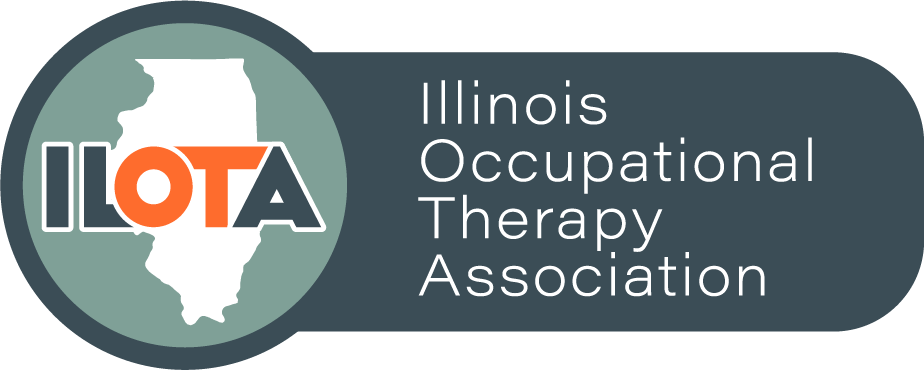 ILOTA
Illinois
Occupational
Therapy
Association